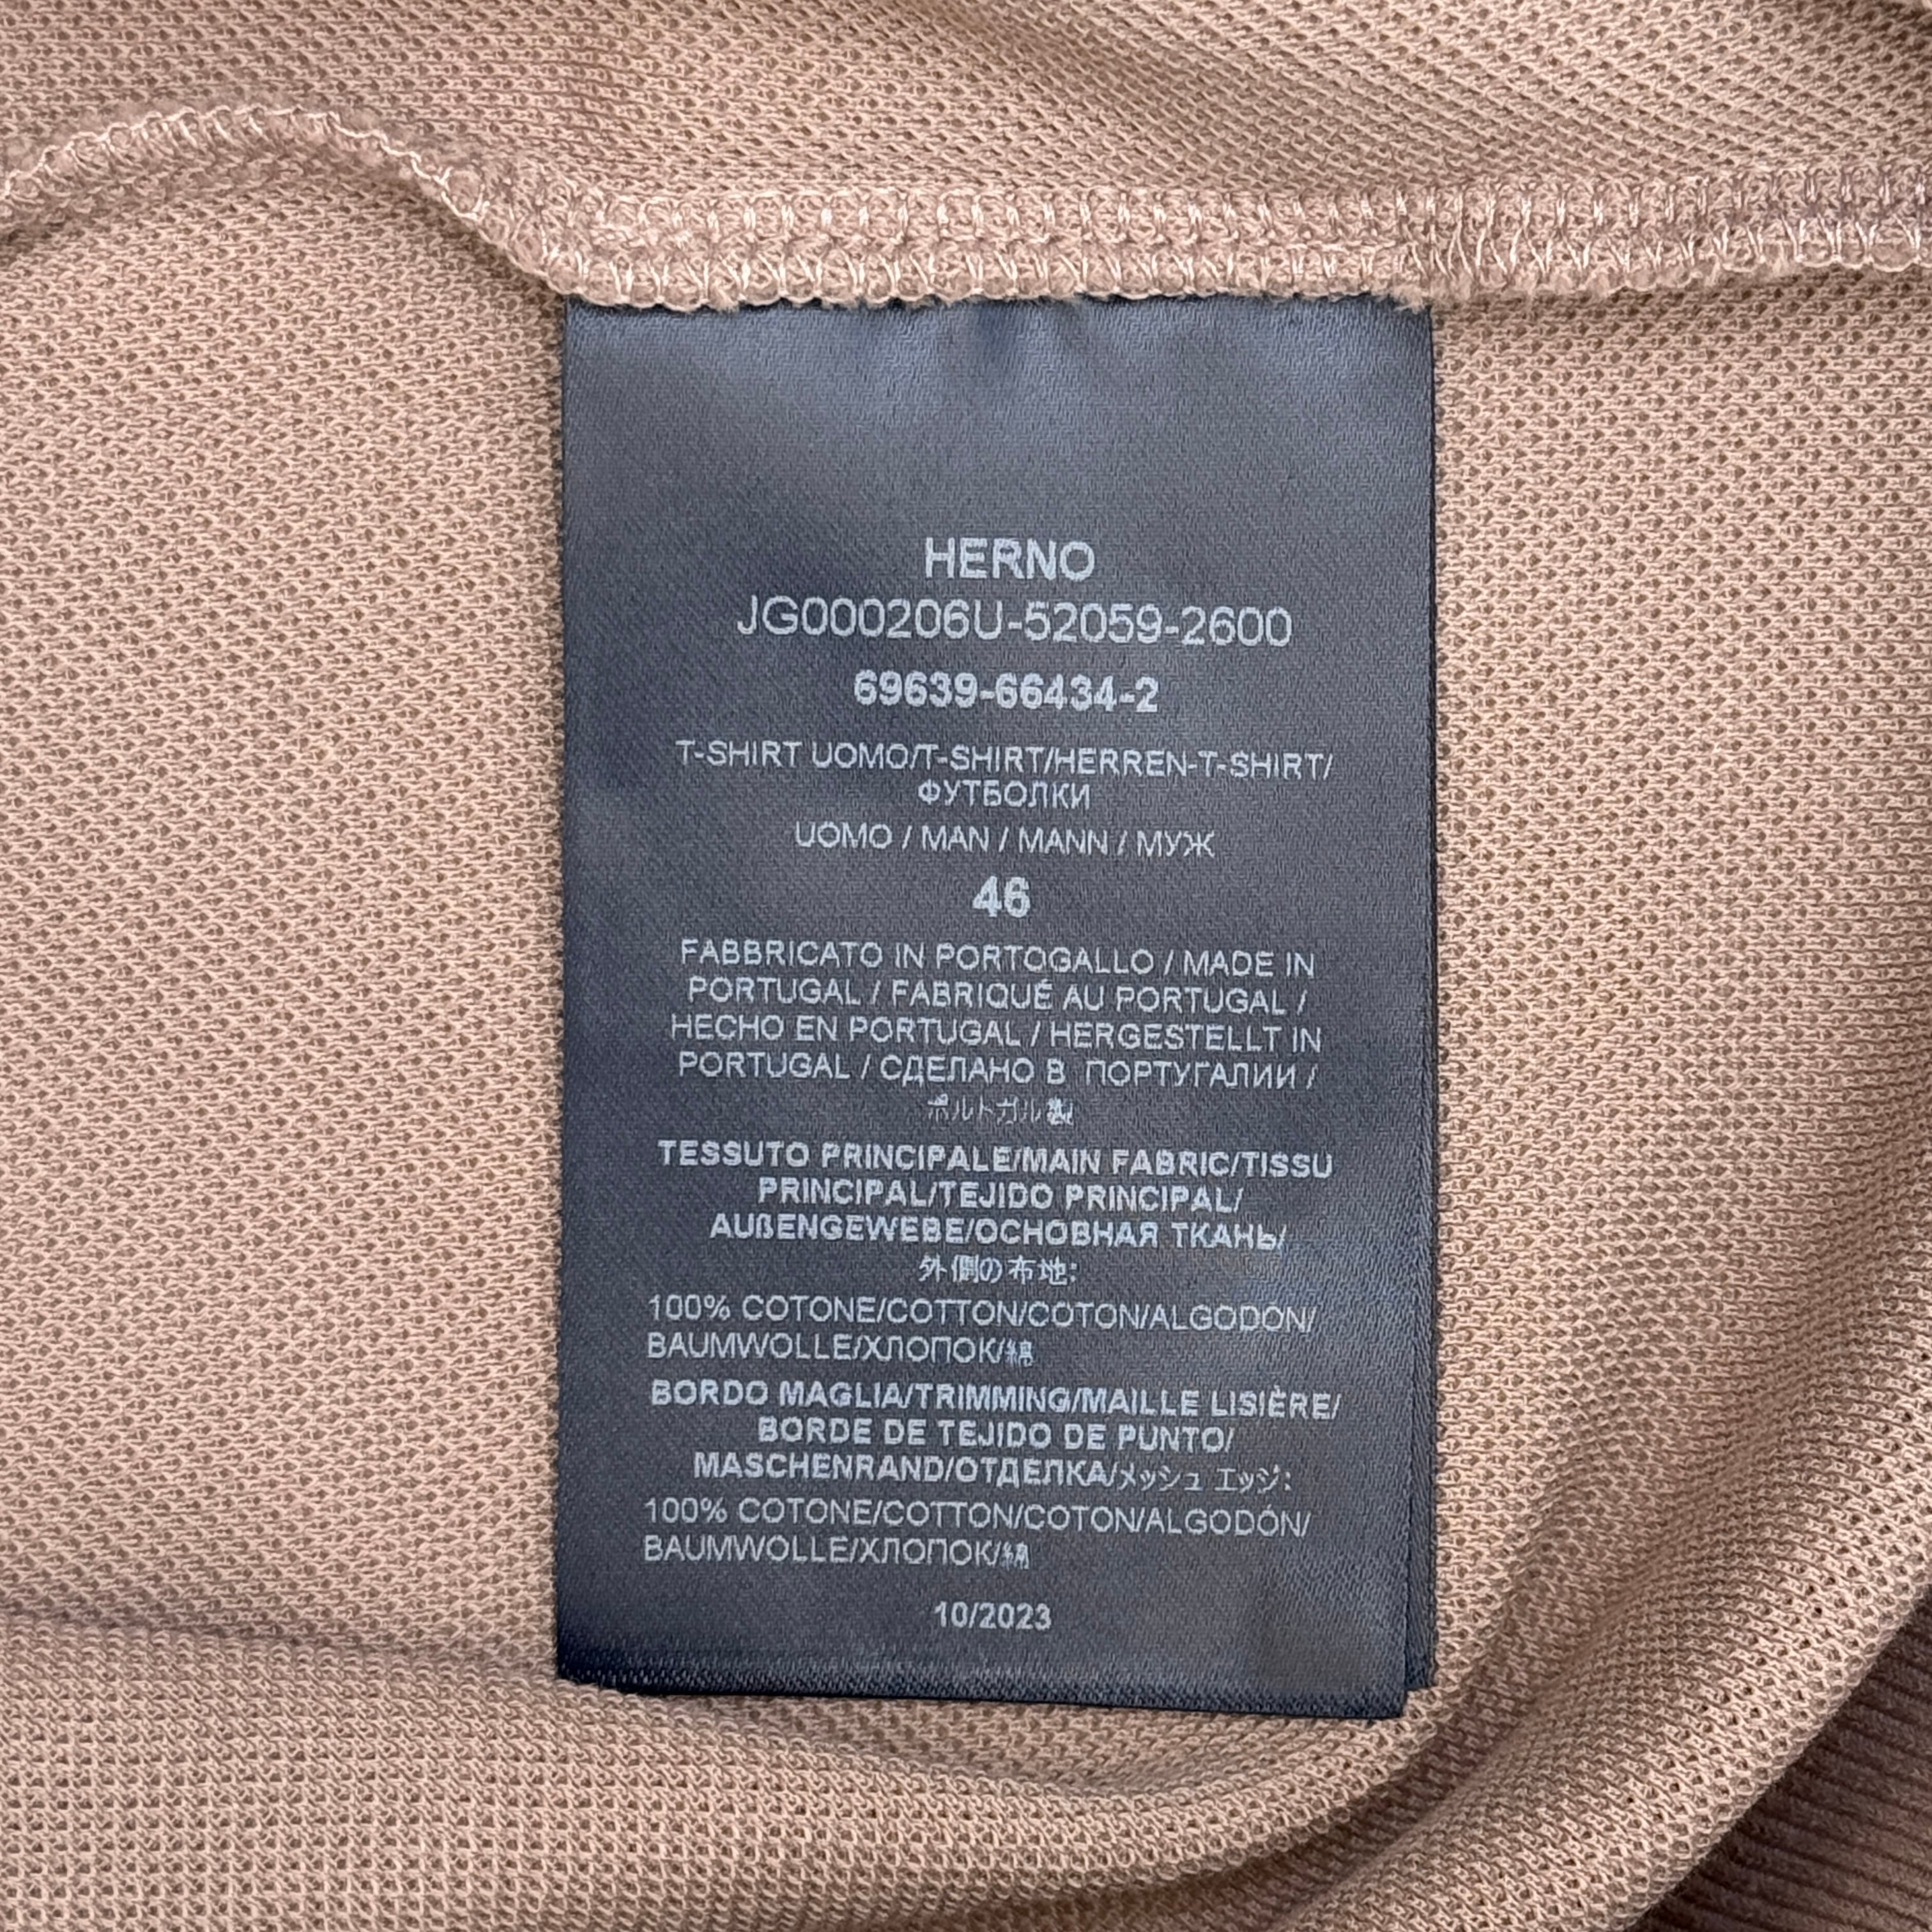 HERNO
JG000206U-52059-2600
69639-66434-2
T-SHIRT UOMO/T-SHIRT/HERREN-T-SHIRT/
ФУТБОЛКИ
UOMO / MAN / MANN / МУЖ
46
FABBRICATO IN PORTOGALLO / MADE IN
PORTUGAL / FABRIQUÉ AU PORTUGAL /
HECHO EN PORTUGAL / HERGESTELLT IN
PORTUGAL / СДЕЛАНО В ПОРТУГАЛИИ /
ポルトガル製
TESSUTO PRINCIPALE/MAIN FABRIC/TISSU
PRINCIPAL/TEJIDO PRINCIPAL/
AUßENGEWEBE/ОСНОВНАЯ ТКАНЬ/
外側の布地:
100% COTONE/COTTON/COTON/ALGODÓN/
BAUMWOLLE/ХЛОПОК/綿
BORDO MAGLIA/TRIMMING/MAILLE LISIÈRE/
BORDE DE TEJIDO DE PUNTO/
MASCHENRAND/ОТДЕЛКА/メッシュ エッジ:
100% COTONE/COTTON/COTON/ALGODÓN/
BAUMWOLLE/ХЛОПОК/綿
10/2023